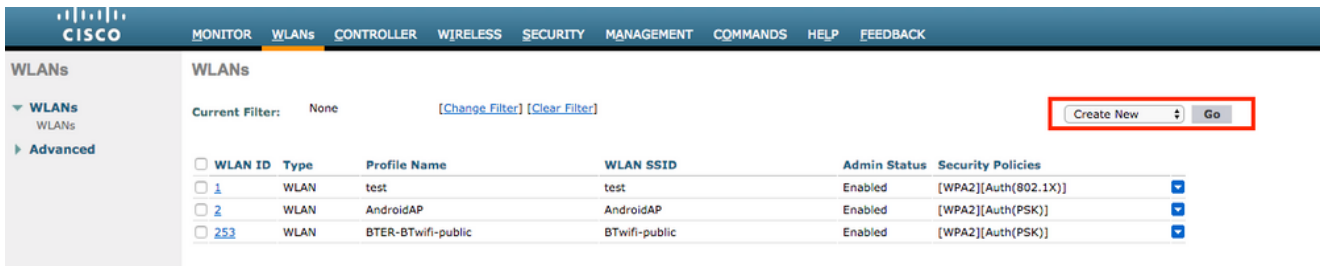 CISCO
MONITOR WLANs CONTROLLER WIRELESS SECURITY MANAGEMENT COMMANDS HELP FEEDBACK
WLANs
WLANs
WLANs
Advanced
WLANs
Current Filter: None [Change Filter] [Clear Filter]
Create New Go
WLAN ID Type Profile Name WLAN SSID Admin Status Security Policies
1 WLAN test test Enabled [WPA2][Auth(802.1X)]
2 WLAN AndroidAP AndroidAP Enabled [WPA2][Auth(PSK)]
253 WLAN BTER-BTwifi-public BTwifi-public Enabled [WPA2][Auth(PSK)]